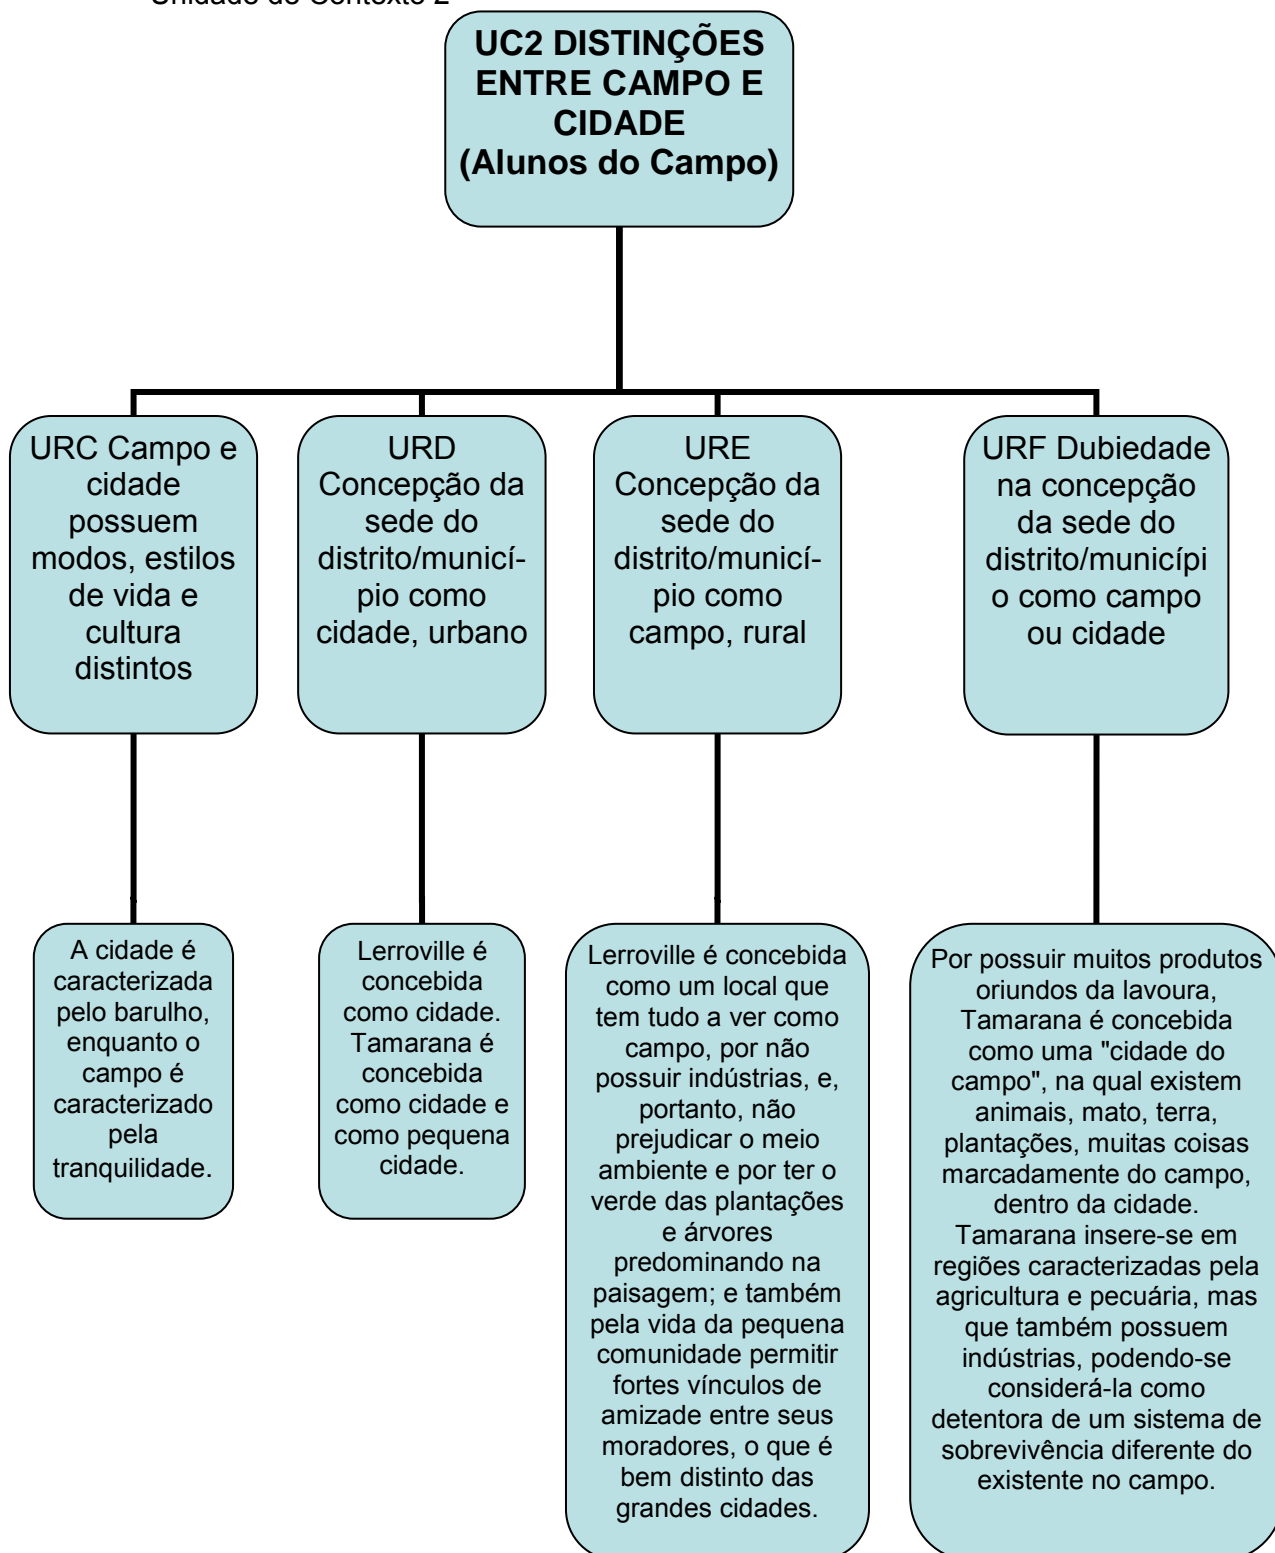 Unidade de Contexto 2
UC2 DISTINÇÕES
ENTRE CAMPO E
CIDADE
(Alunos do Campo)
URC Campo e
cidade
possuem
modos, estilos
de vida e
cultura
distintos
URD
Concepção da
sede do
distrito/municí-
pio como
cidade, urbano
URE
Concepção da
sede do
distrito/municí-
pio como
campo, rural
URF Dubiedade
na concepção
da sede do
distrito/municípi
o como campo
ou cidade
A cidade é
caracterizada
pelo barulho,
enquanto o
campo é
caracterizado
pela
tranquilidade.
Lerroville é
concebida
como cidade.
Tamarana é
concebida
como cidade e
como pequena
cidade.
Lerroville é concebida
como um local que
tem tudo a ver como
campo, por não
possuir indústrias, e,
portanto, não
prejudicar o meio
ambiente e por ter o
verde das plantações
e árvores
predominando na
paisagem; e também
pela vida da pequena
comunidade permitir
fortes vínculos de
amizade entre seus
moradores, o que é
bem distinto das
grandes cidades.
Por possuir muitos produtos
oriundos da lavoura,
Tamarana é concebida
como uma "cidade do
campo", na qual existem
animais, mato, terra,
plantações, muitas coisas
marcadamente do campo,
dentro da cidade.
Tamarana insere-se em
regiões caracterizadas pela
agricultura e pecuária, mas
que também possuem
indústrias, podendo-se
considerá-la como
detentora de um sistema de
sobrevivência diferente do
existente no campo.